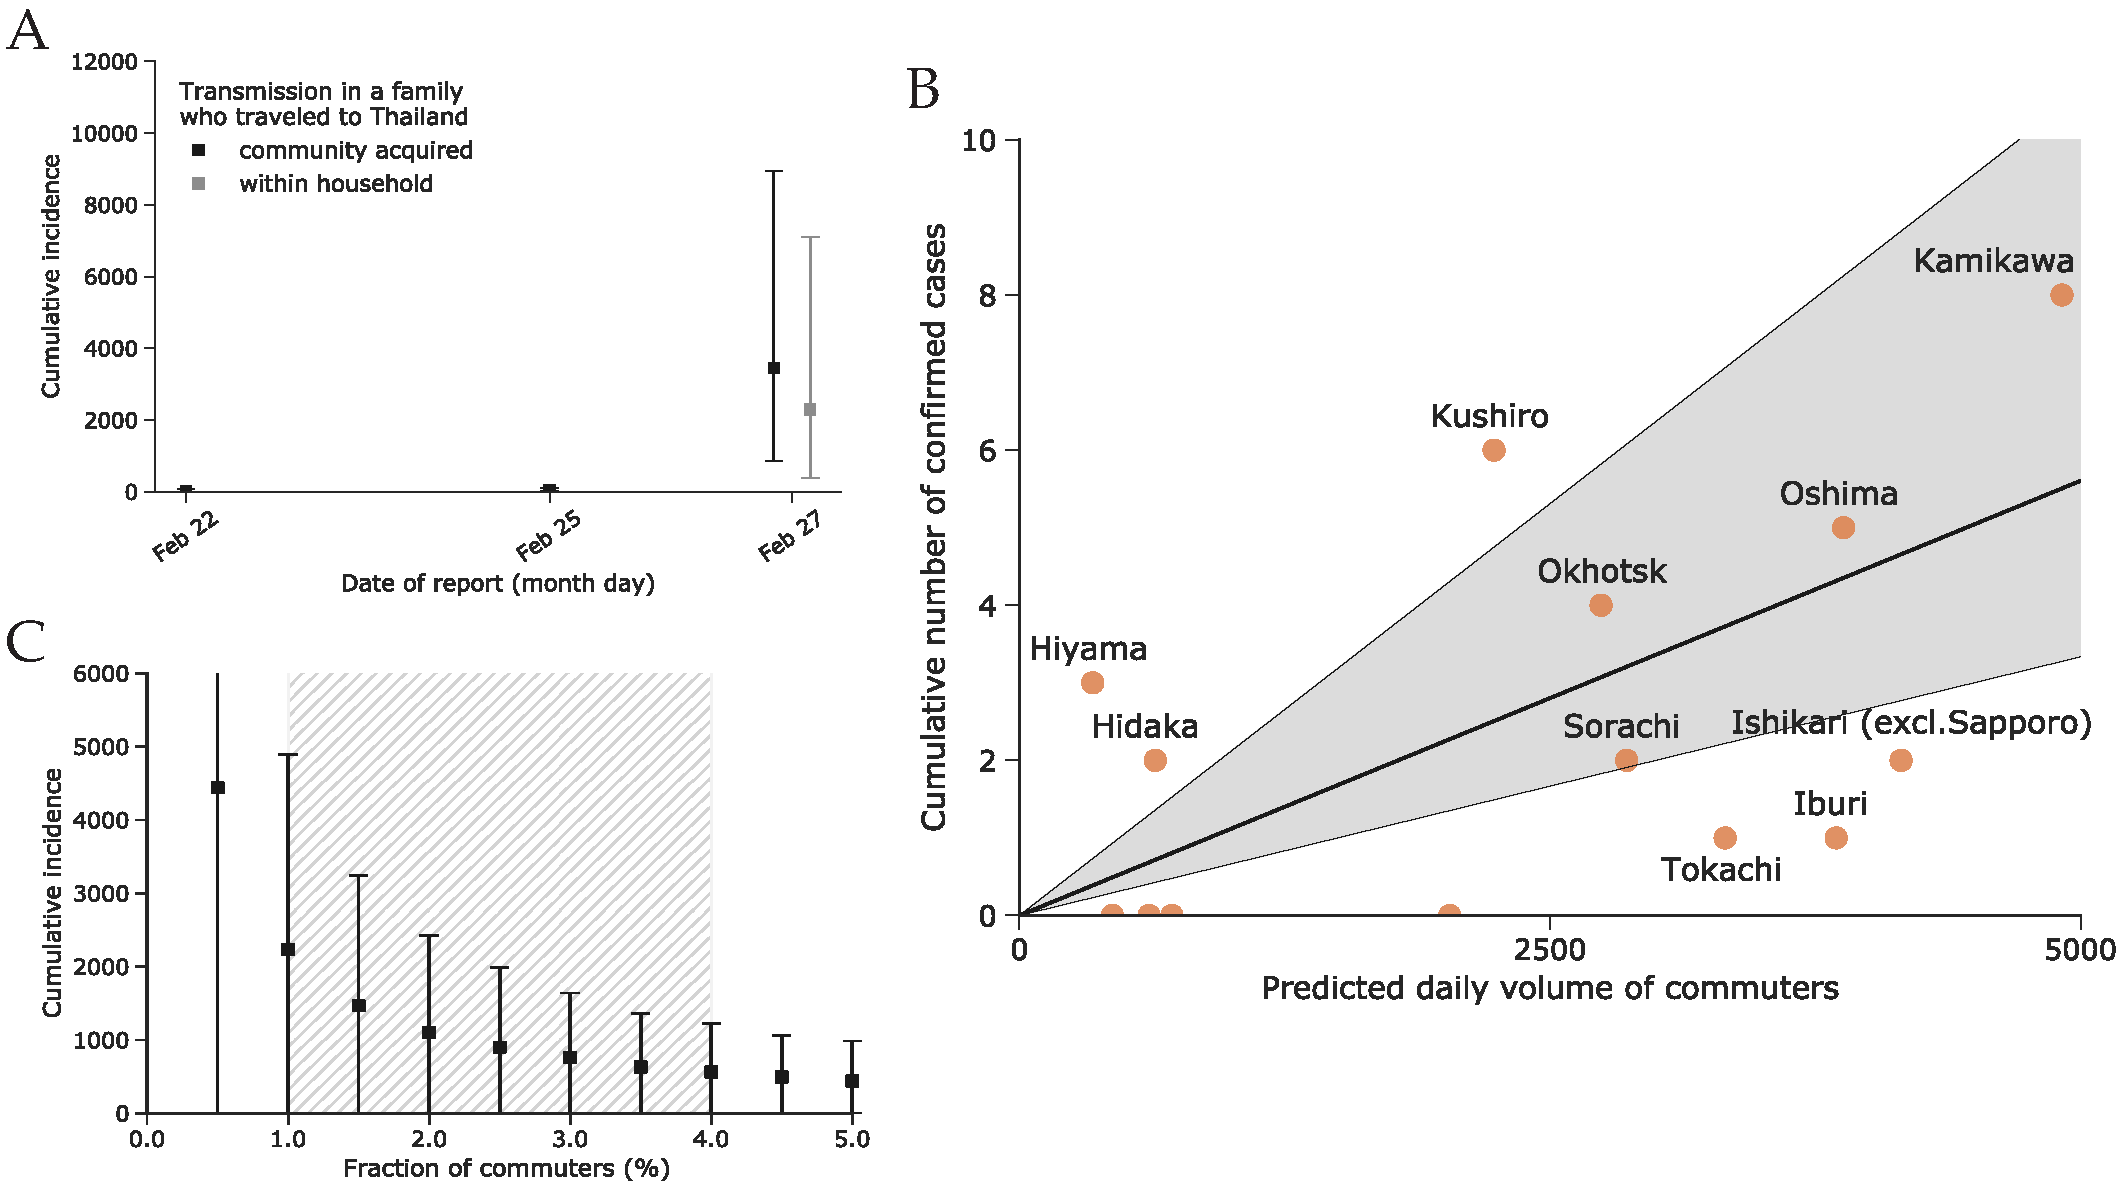 A
12000
10000
8000
6000
4000
2000
0
Cumulative incidence
Transmission in a family
who traveled to Thailand
community acquired
within household
Feb 22
Feb 25
Feb 27
Date of report (month day)
B
10
8
6
4
2
0
Cumulative number of confirmed cases
Kamikawa
Kushiro
Oshima
Okhotsk
Hiyama
Hidaka
Sorachi
Ishikari (excl.Sapporo)
Iburi
Tokachi
0
2500
5000
Predicted daily volume of commuters
C
6000
5000
4000
3000
2000
1000
0
Cumulative incidence
0.0
1.0
2.0
3.0
4.0
5.0
Fraction of commuters (%)